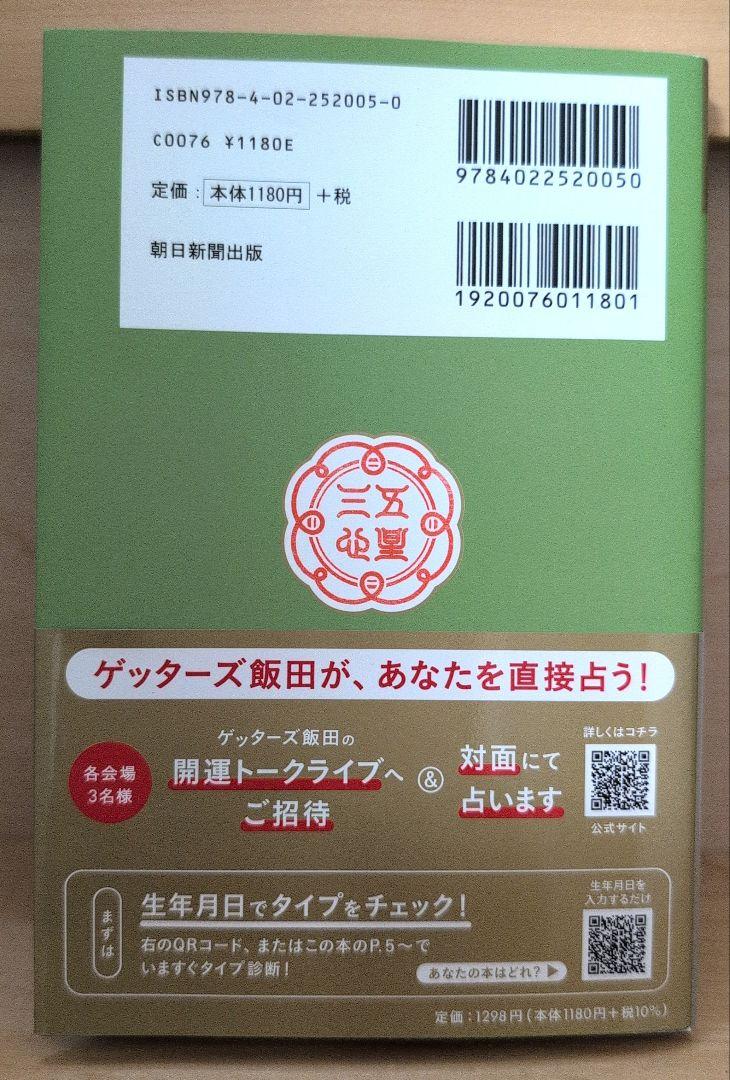 ISBN978-4-02-252005-0
C0076 ¥1180E
定価：本体1180円＋税
朝日新聞出版
9784022520050
1920076011801
五星
三心
ゲッターズ飯田が、あなたを直接占う！
各会場
3名様
ゲッターズ飯田の
開運トークライブへ
ご招待
&
対面にて
占います
詳しくはコチラ
公式サイト
まずは
生年月日でタイプをチェック！
右のQRコード、またはこの本のP.5〜で
いますぐタイプ診断！
あなたの本はどれ？▶
生年月日を
入力するだけ
定価：1298円（本体1180円＋税10％）